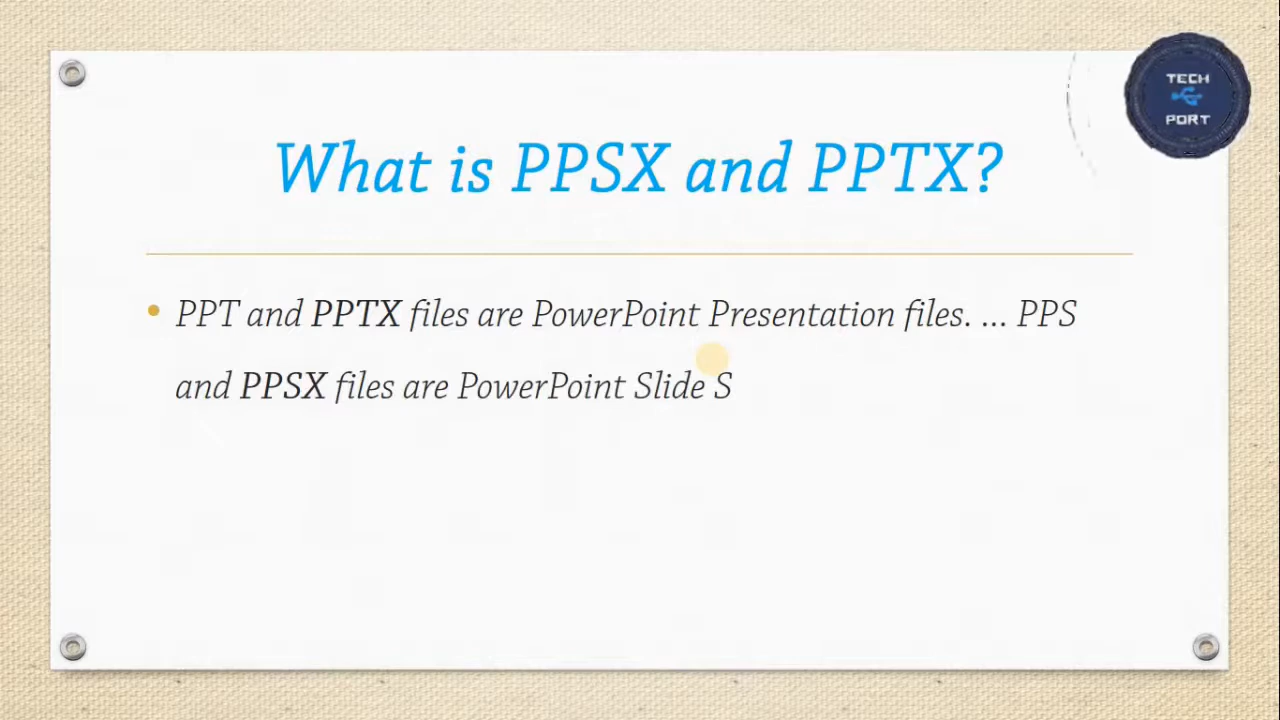 TECH
PORT
What is PPSX and PPTX?
• PPT and PPTX files are PowerPoint Presentation files. ... PPS
and PPSX files are PowerPoint Slide S